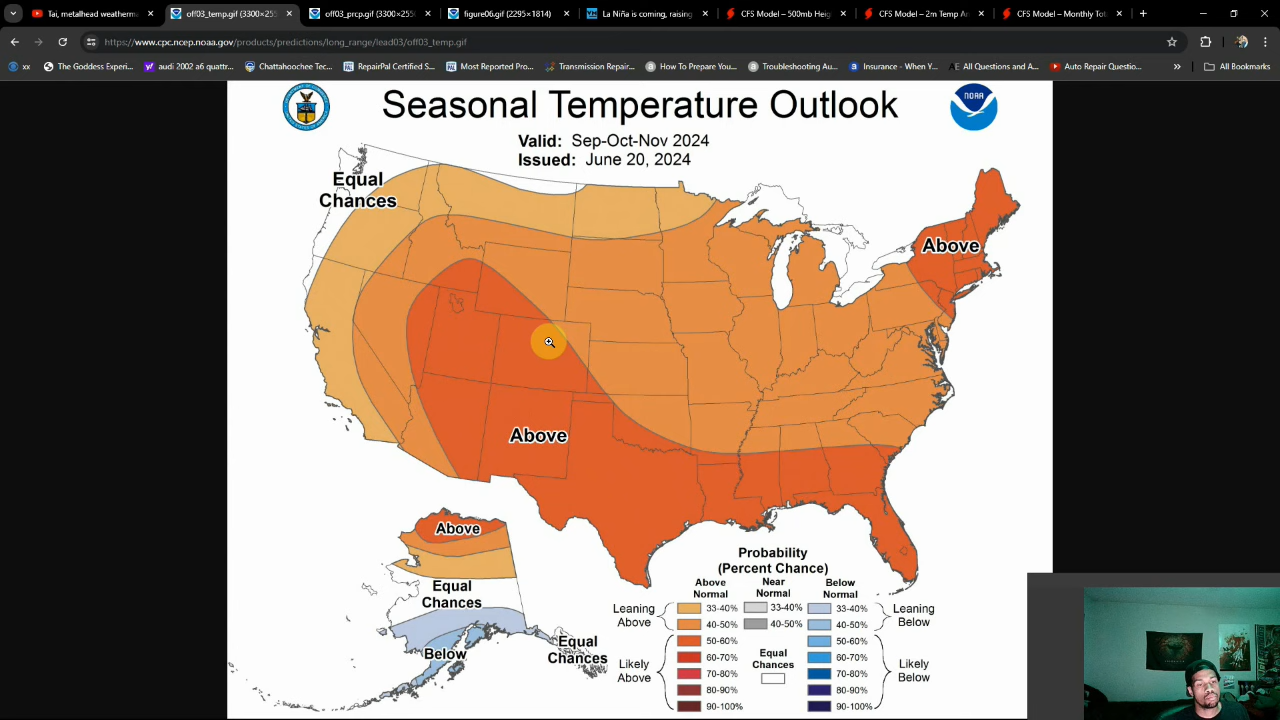 Tai, metalhead weatherma
off03_temp.gif (3300×255
off03_prcp.gif (3300×255
figure06.gif (2295×1814)
La Niña is coming, raising
CFS Model – 500mb Heig
CFS Model – 2m Temp An
CFS Model – Monthly Tot
https://www.cpc.ncep.noaa.gov/products/predictions/long_range/lead03/off03_temp.gif
xx
The Goddess Experi...
audi 2002 a6 quattr...
Chattahoochee Tec...
RepairPal Certified S...
Most Reported Pro...
Transmission Repair...
How To Prepare You...
Troubleshooting Au...
Insurance - When Y...
All Questions and A...
Auto Repair Questio...
All Bookmarks
Seasonal Temperature Outlook
NOAA
Valid: Sep-Oct-Nov 2024
Issued: June 20, 2024
Equal
Chances
Above
Above
Above
Equal
Chances
Below
Equal
Chances
Probability
(Percent Chance)
Above
Normal
Near
Normal
Below
Normal
Leaning
Above
33-40%
33-40%
33-40%
Leaning
Below
40-50%
40-50%
40-50%
Likely
Above
50-60%
Equal
Chances
50-60%
Likely
Below
60-70%
60-70%
70-80%
70-80%
80-90%
80-90%
90-100%
90-100%